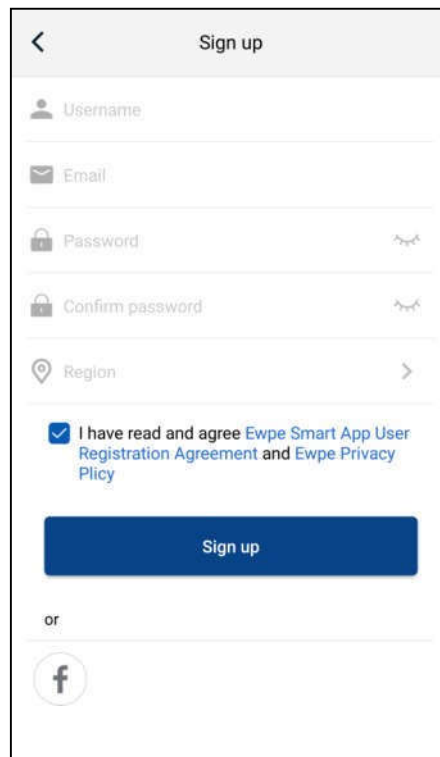 Sign up
Username
Email
Password
Confirm password
Region
I have read and agree Ewpe Smart App User
Registration Agreement and Ewpe Privacy
Plicy
Sign up
or
f